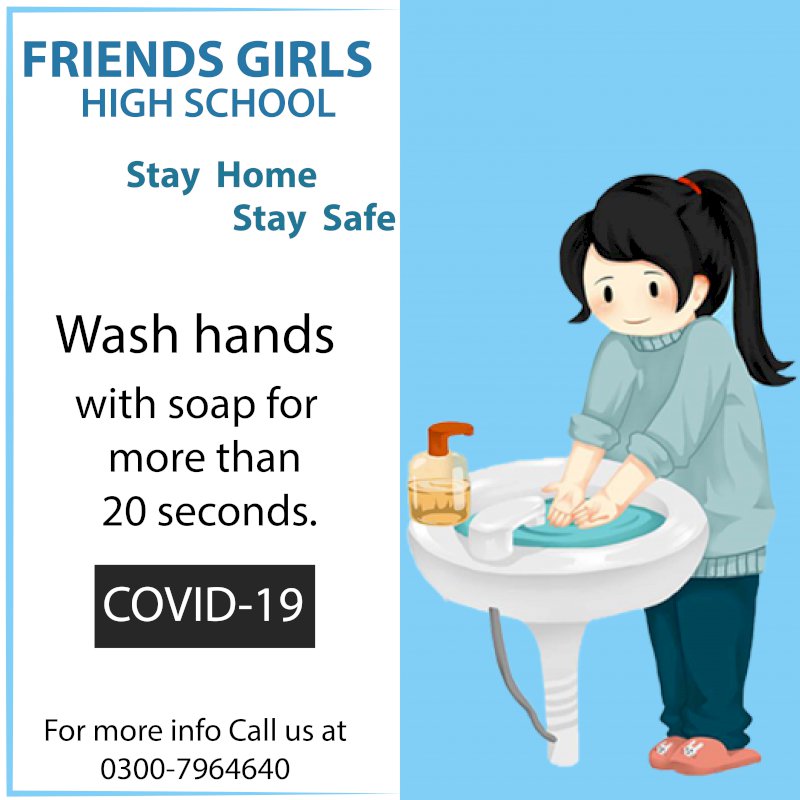 FRIENDS GIRLS
HIGH SCHOOL
Stay Home
Stay Safe
Wash hands
with soap for
more than
20 seconds.
COVID-19
For more info Call us at
0300-7964640